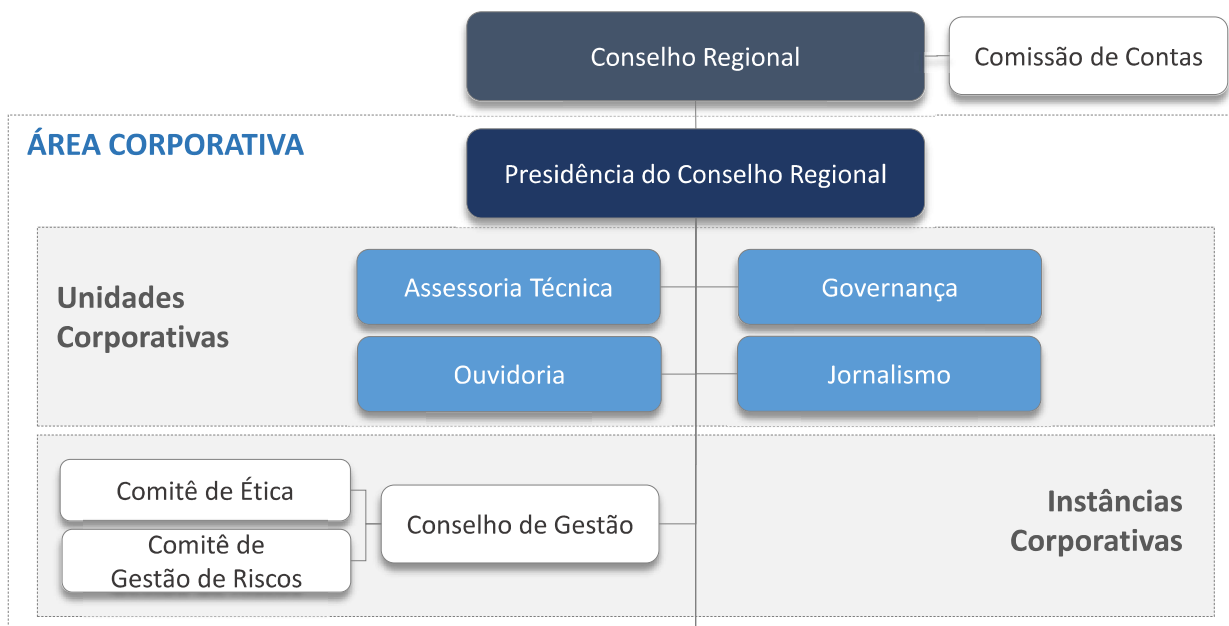 Conselho Regional
Comissão de Contas
ÁREA CORPORATIVA
Presidência do Conselho Regional
Unidades
Corporativas
Assessoria Técnica
Governança
Ouvidoria
Jornalismo
Comitê de Ética
Comitê de
Gestão de Riscos
Conselho de Gestão
Instâncias
Corporativas